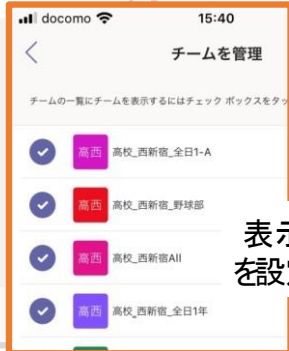 docomo 15:40
チームを管理
チームの一覧にチームを表示するにはチェック ボックスをタッ
高西 高校_西新宿_全日1-A
高西 高校_西新宿_野球部
高西 高校_西新宿All
高西 高校_西新宿_全日1年
表示
を設定